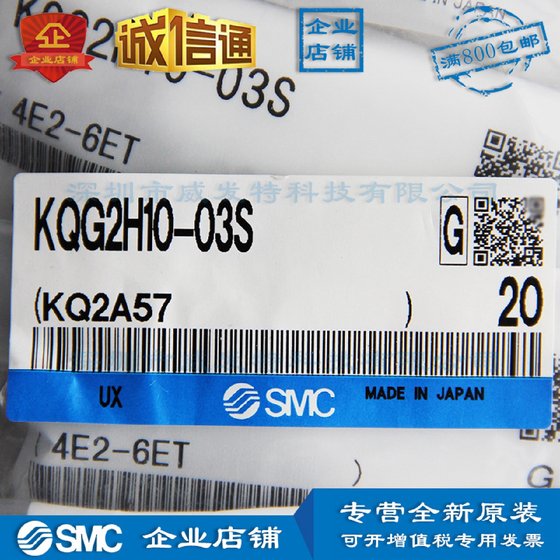 企
企业店铺
诚信通
企业
店铺
满800包邮
KQG2H10-03S
4E2-6ET
深圳市威发特科技有限公司
KQG2H10-03S
G
(KQ2A57 )
20
UX
SMC
MADE IN JAPAN
( 4E2-6ET )
G
SMC 企业店铺
专营全新原装
可开增值税专用发票